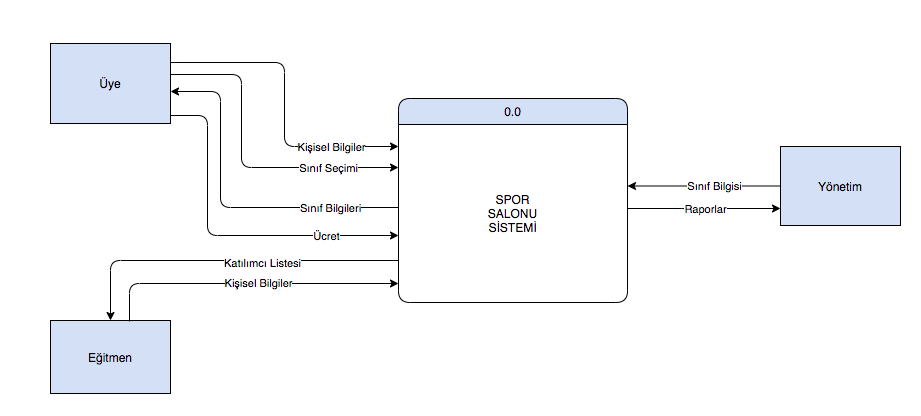 Üye
0.0
Kişisel Bilgiler
Sınıf Seçimi
Sınıf Bilgileri
Ücret
SPOR
SALONU
SİSTEMİ
Sınıf Bilgisi
Raporlar
Yönetim
Katılımcı Listesi
Kişisel Bilgiler
Eğitmen